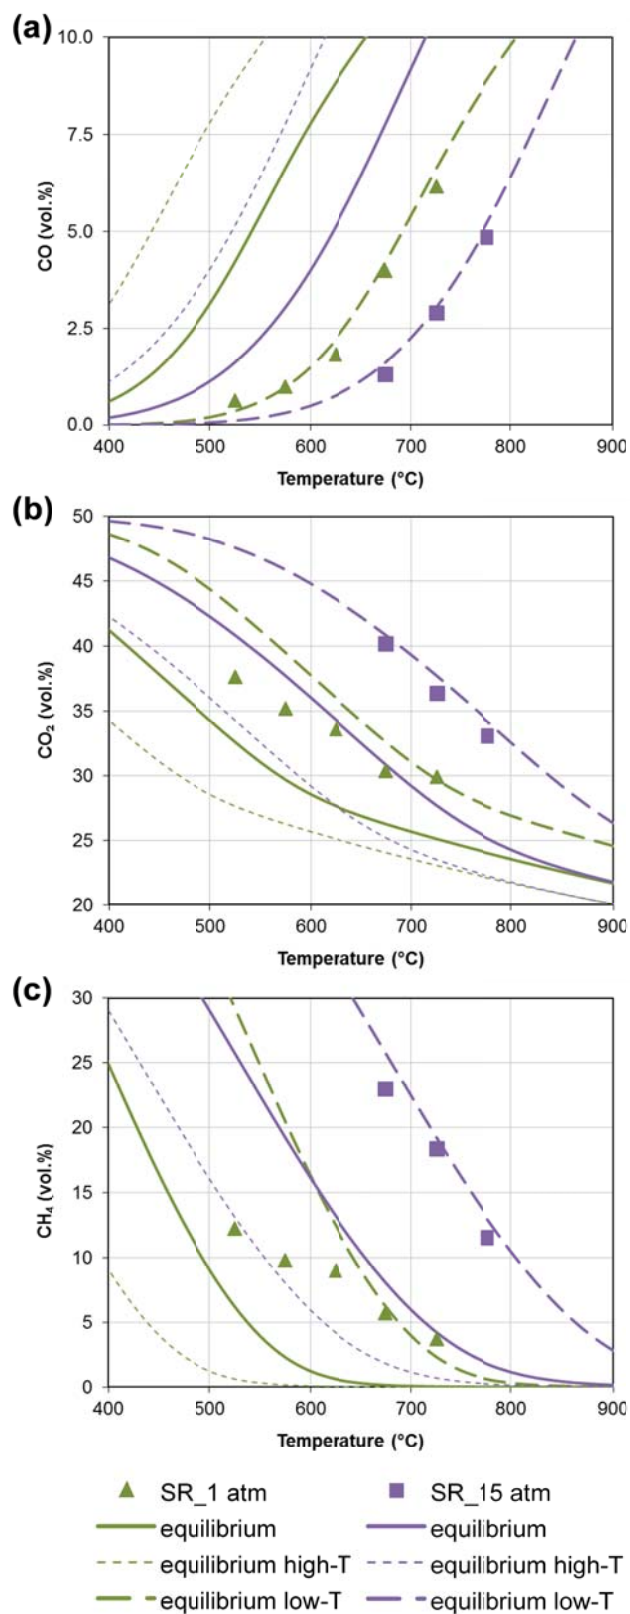 (a)
10.0
7.5
5.0
2.5
0.0
CO (vol.%)
400 500 600 700 800 900
Temperature (°C)
(b)
50
45
40
35
30
25
20
CO₂ (vol.%)
400 500 600 700 800 900
Temperature (°C)
(c)
30
25
20
15
10
5
0
CH₄ (vol.%)
400 500 600 700 800 900
Temperature (°C)
SR_1 atm SR_15 atm
equilibrium equilibrium
equilibrium high-T equilibrium high-T
equilibrium low-T equilibrium low-T